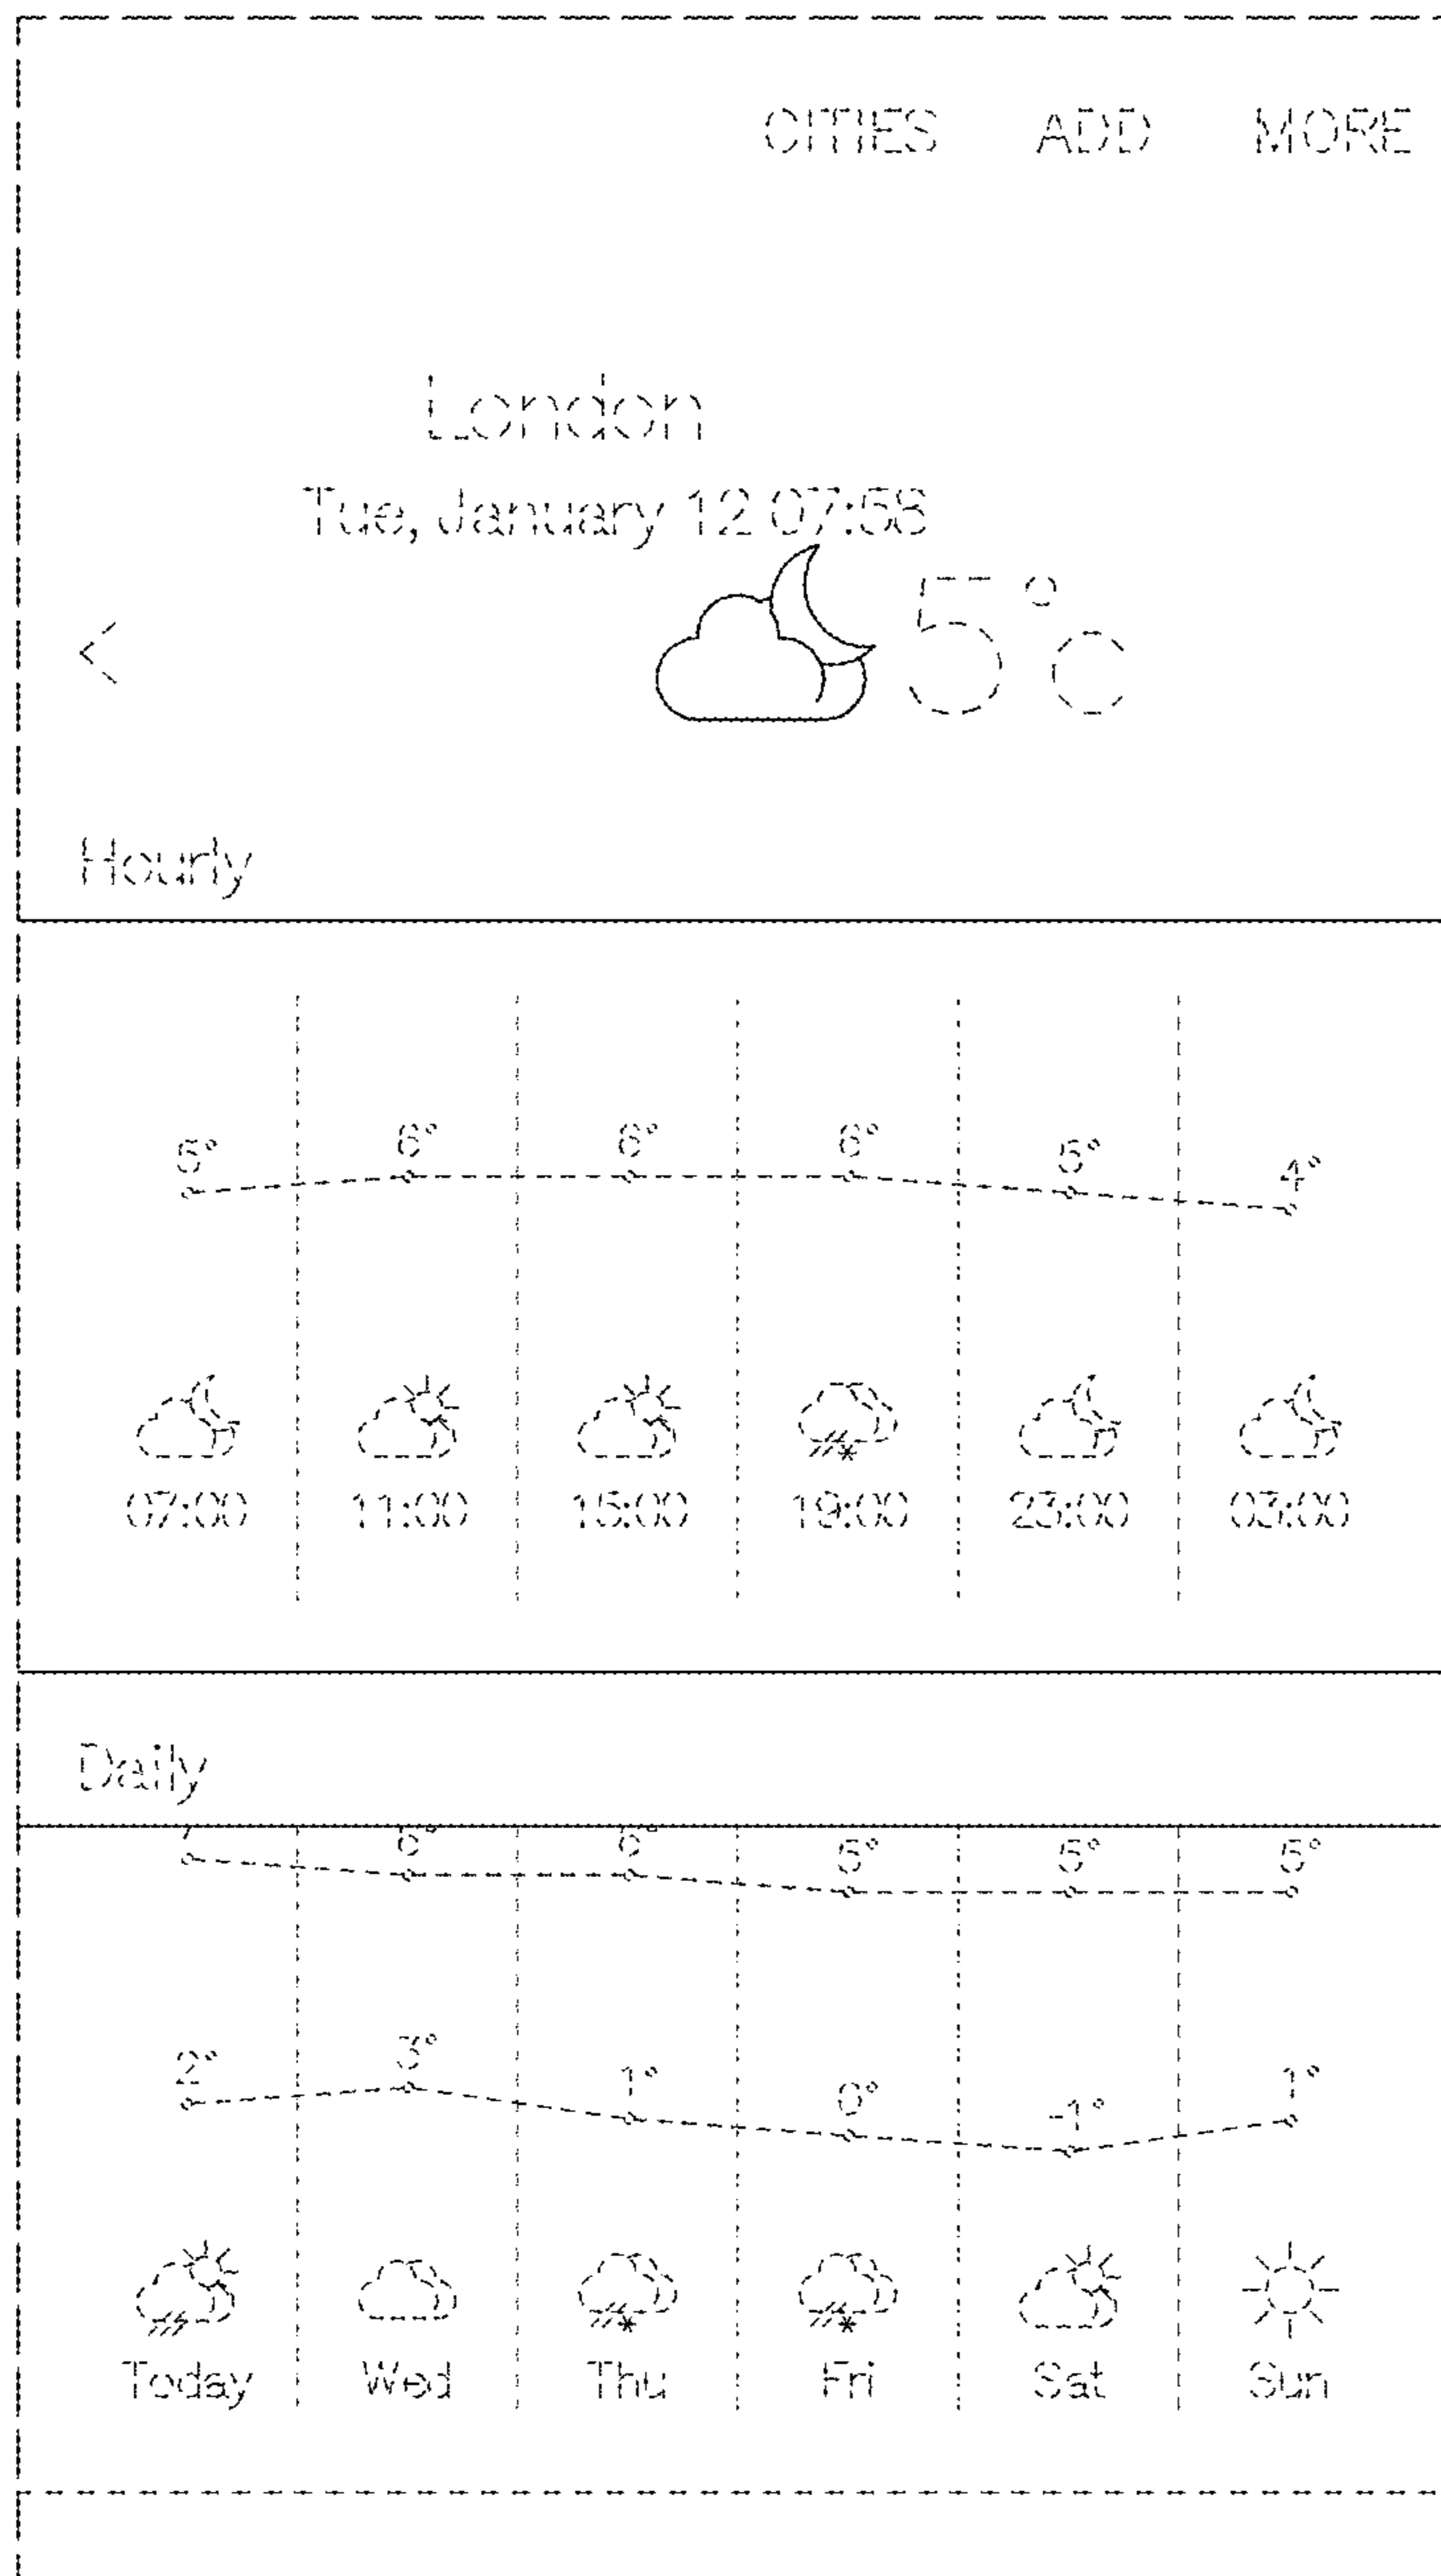 CITIES ADD MORE
London
Tue, January 12 07:58
5°c
Hourly
5° 6° 6° 6° 5° 4°
07:00 11:00 15:00 19:00 23:00 03:00
Daily
6° 6° 5° 5° 5°
2° 3° 1° 0° -1° 1°
Today Wed Thu Fri Sat Sun